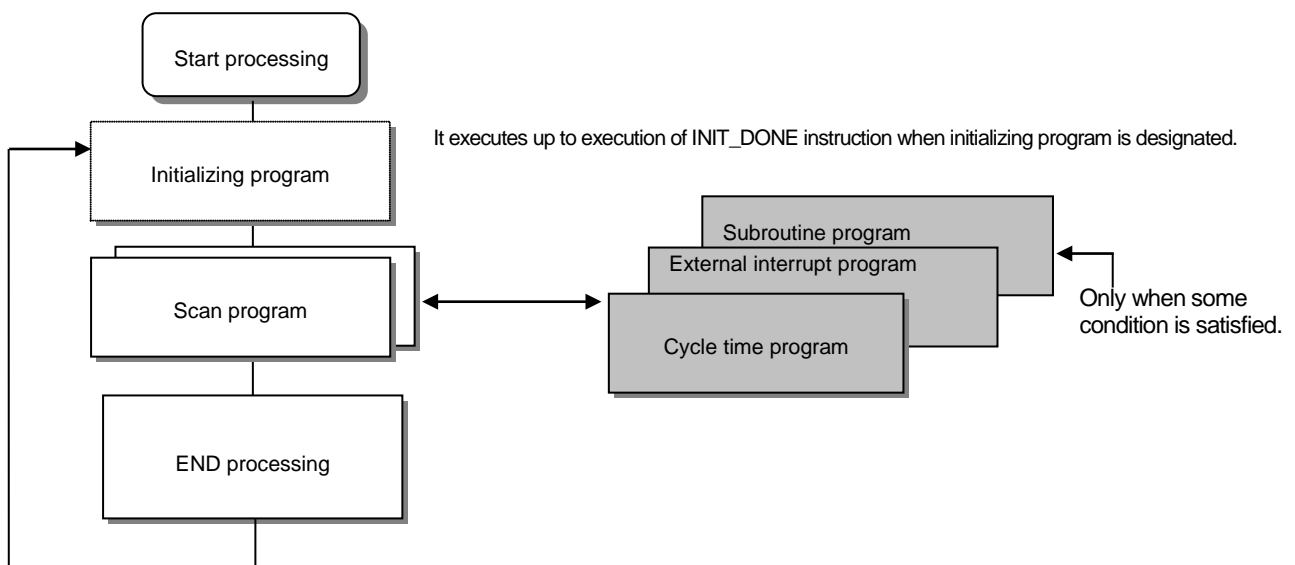 Start processing
It executes up to execution of INIT_DONE instruction when initializing program is designated.
Initializing program
Subroutine program
External interrupt program
Only when some
condition is satisfied.
Scan program
Cycle time program
END processing